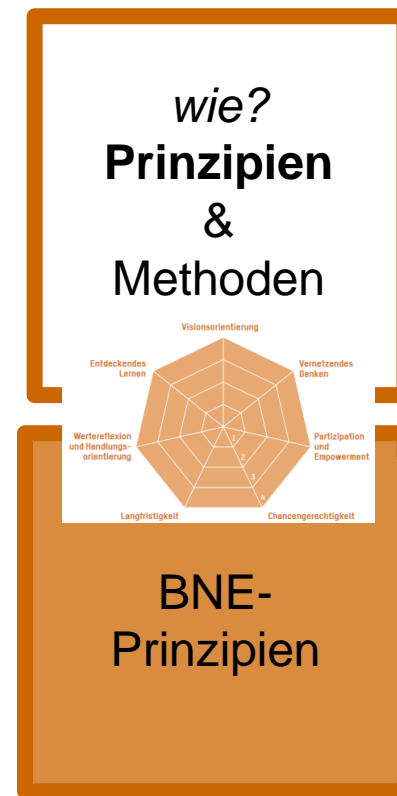 wie?
Prinzipien
&
Methoden
Visionsorientierung
Entdeckendes
Lernen
Vernetzendes
Denken
Wertereflexion
und Handlungs-
orientierung
Partizipation
und
Empowerment
1
2
3
4
Langfristigkeit
Chancengerechtigkeit
BNE-
Prinzipien